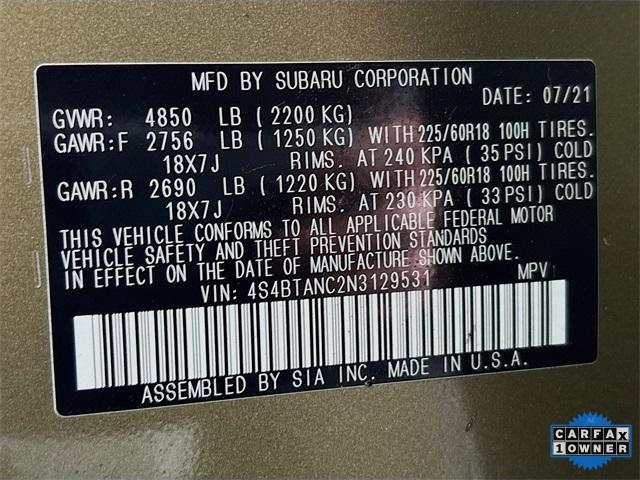 MFD BY SUBARU CORPORATION
DATE: 07/21
GVWR: 4850 LB (2200 KG)
GAWR:F 2756 LB (1250 KG) WITH 225/60R18 100H TIRES.
18X7J RIMS. AT 240 KPA (35 PSI) COLD
GAWR:R 2690 LB (1220 KG) WITH 225/60R18 100H TIRES.
18X7J RIMS. AT 230 KPA (33 PSI) COLD
THIS VEHICLE CONFORMS TO ALL APPLICABLE FEDERAL MOTOR
VEHICLE SAFETY AND THEFT PREVENTION STANDARDS
IN EFFECT ON THE DATE OF MANUFACTURE SHOWN ABOVE.
VIN: 4S4BTANC2N3129531 MPV
ASSEMBLED BY SIA INC. MADE IN U.S.A.
CARFAX
1 OWNER